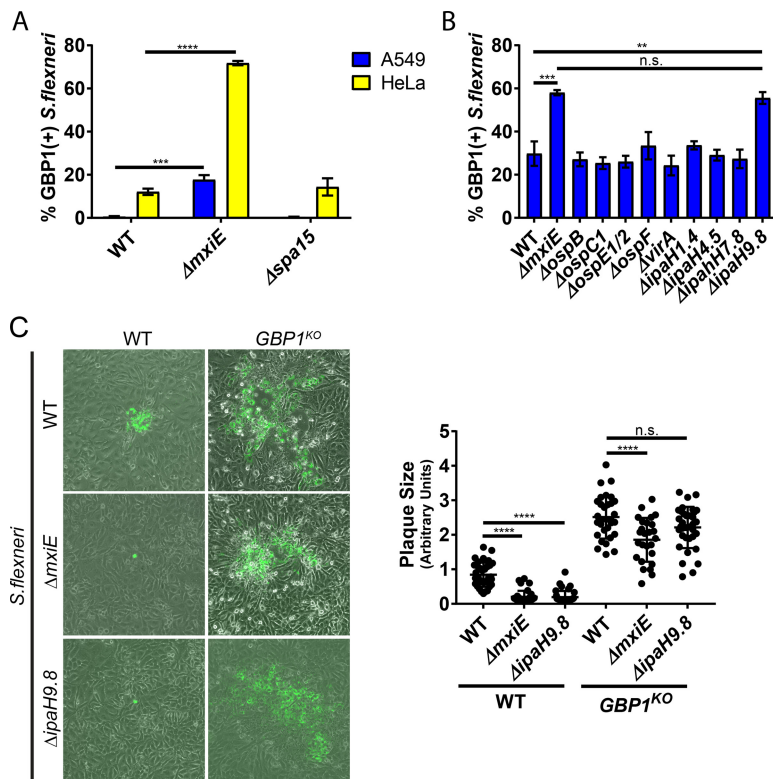 A
% GBP1(+) S.flexneri
80
60
40
20
0
****
***
WT
ΔmxiE
Δspa15
A549
HeLa
B
% GBP1(+) S.flexneri
80
60
40
20
0
**
n.s.
***
WT
ΔmxiE
ΔospB
ΔospC1
ΔospE1/2
ΔospF
ΔvirA
ΔipaH1.4
ΔipaH4.5
ΔipahH7.8
ΔipaH9.8
C
WT
GBP1KO
S.flexneri
WT
ΔmxiE
ΔipaH9.8
Plaque Size
(Arbitrary Units)
5
4
3
2
1
0
n.s.
****
****
****
WT
ΔmxiE
ΔipaH9.8
WT
ΔmxiE
ΔipaH9.8
WT
GBP1KO